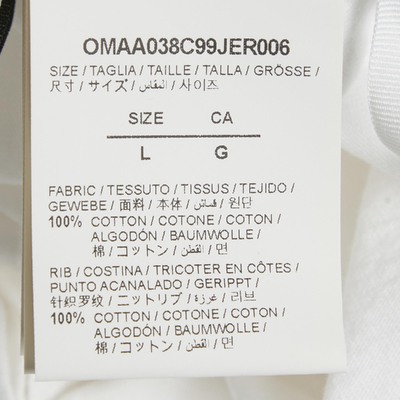 OMAA038C99JER006
SIZE / TAGLIA / TAILLE / TALLA / GRÖSSE /
尺寸 / サイズ / المقاس / 사이즈
SIZE CA
L G
FABRIC / TESSUTO / TISSUS / TEJIDO /
GEWEBE / 面料 / 本体 / قماش / 원단
100% COTTON / COTONE / COTON /
ALGODÓN / BAUMWOLLE /
棉 / コットン / القطن / 면
RIB / COSTINA / TRICOTER EN CÔTES /
PUNTO ACANALADO / GERIPPT /
针织罗纹 / ニットリブ / غرزة / 리브
100% COTTON / COTONE / COTON /
ALGODÓN / BAUMWOLLE /
棉 / コットン / القطن / 면